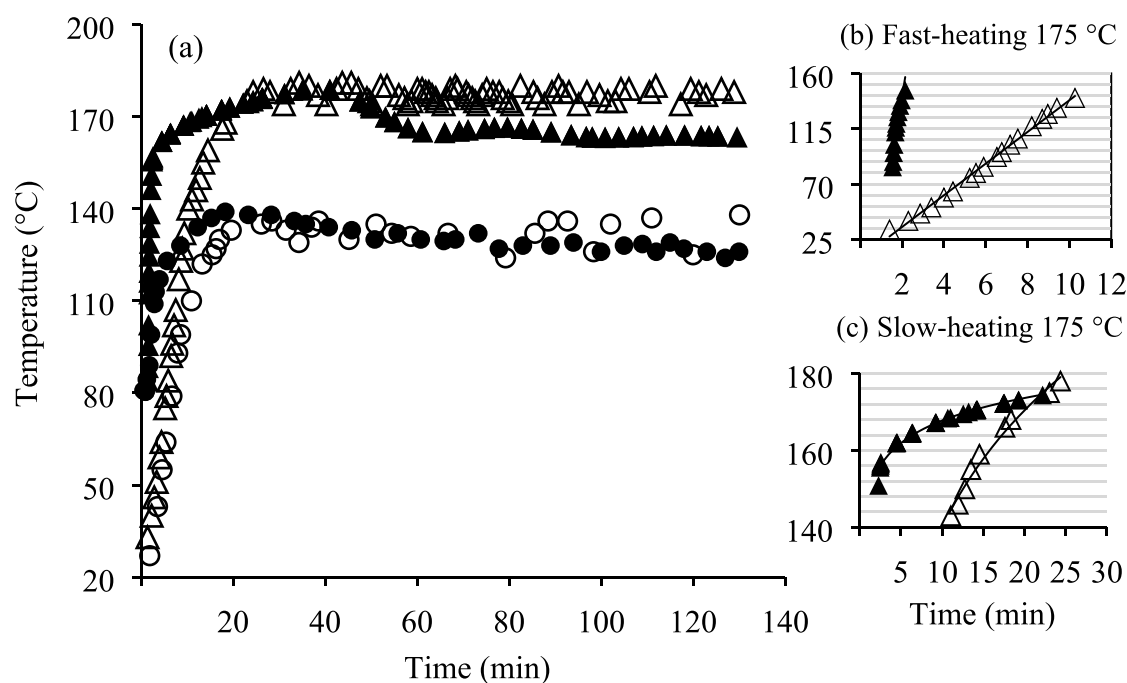 (a)
200
170
140
110
80
50
20
20 40 60 80 100 120 140
Temperature (°C)
Time (min)
(b) Fast-heating 175 °C
160
115
70
25
2 4 6 8 10 12
(c) Slow-heating 175 °C
180
160
140
5 10 15 20 25 30
Time (min)